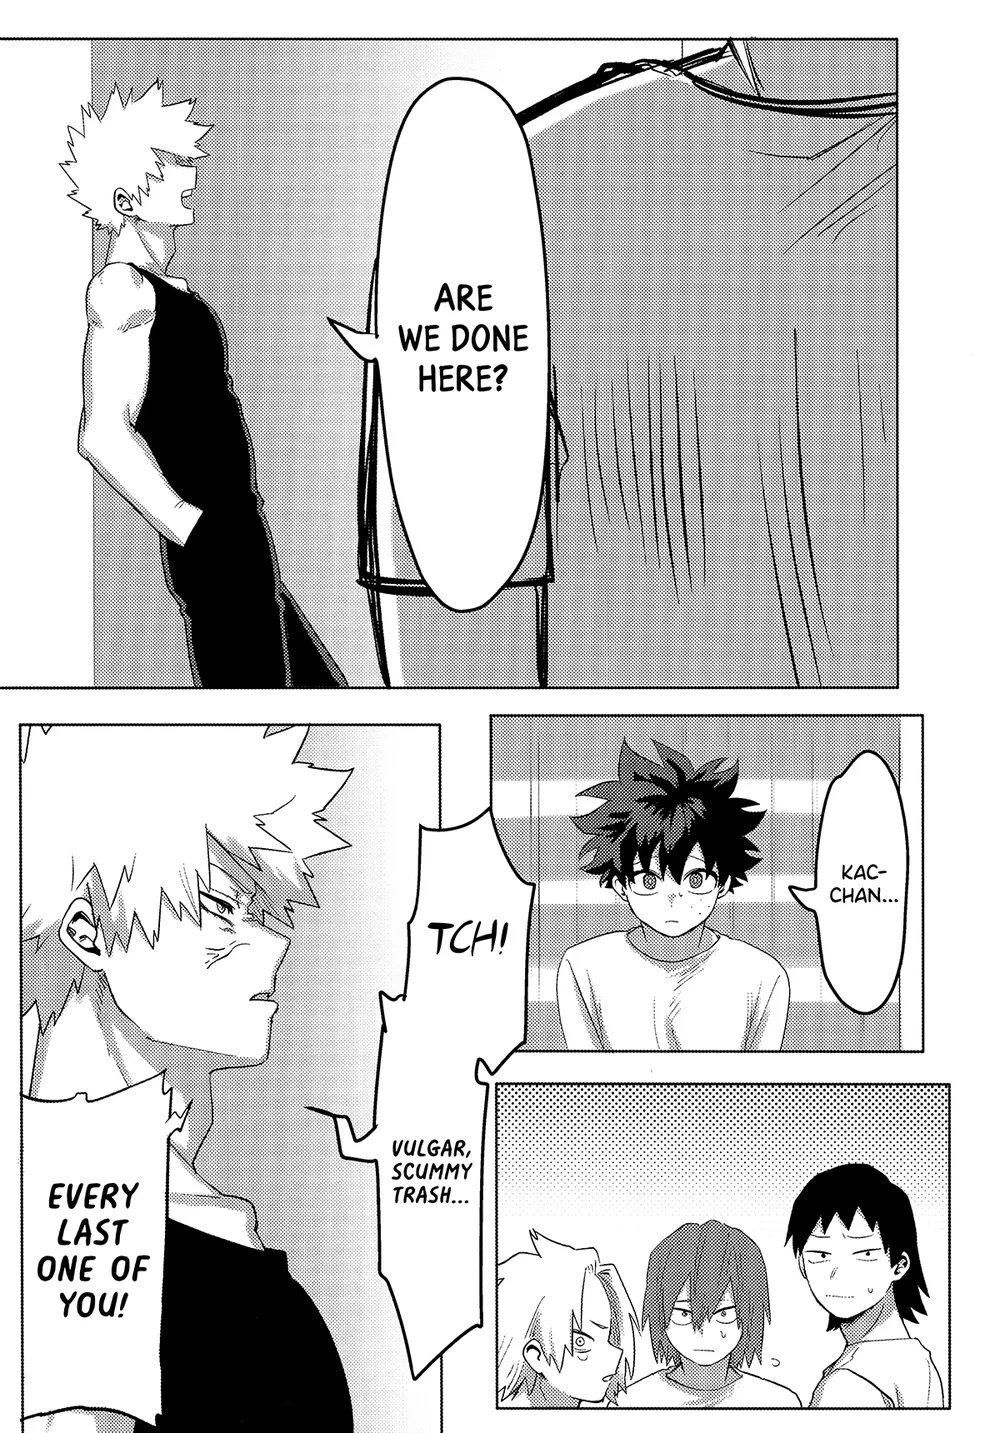 ARE
WE DONE
HERE?
KAC-
CHAN...
TCH!
VULGAR,
SCUMMY
TRASH...
EVERY
LAST
ONE OF
YOU!